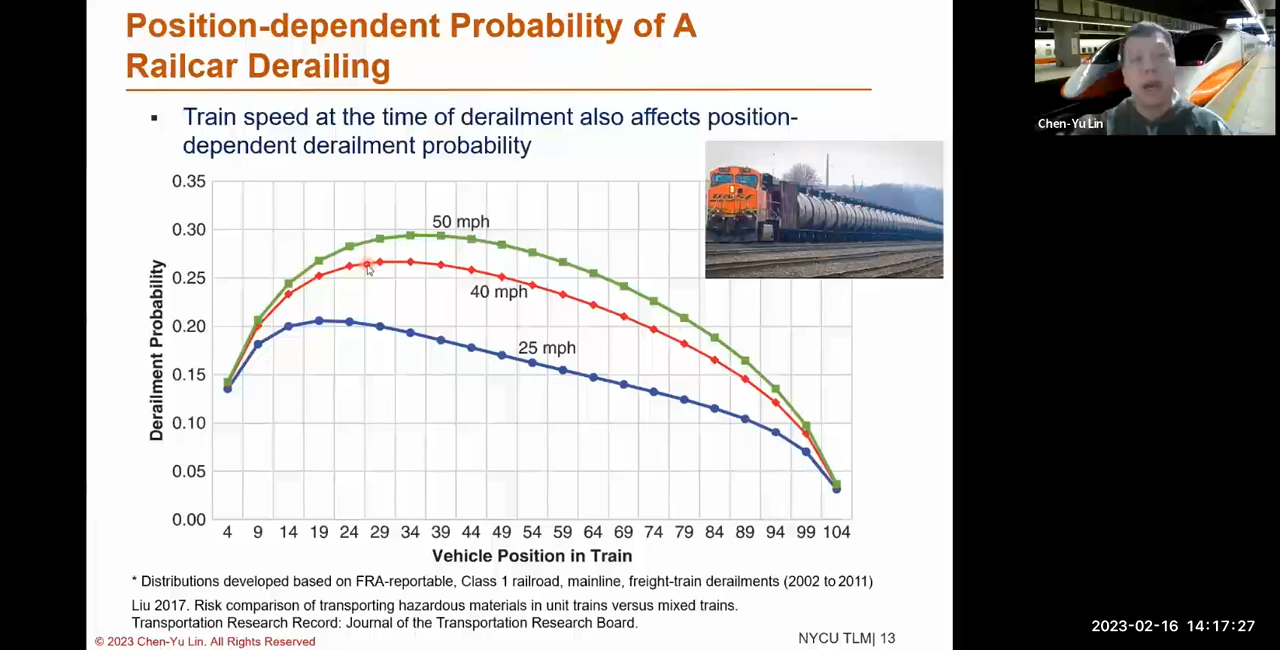 Position-dependent Probability of A
Railcar Derailing
▪ Train speed at the time of derailment also affects position-
dependent derailment probability
0.35
0.30
0.25
0.20
0.15
0.10
0.05
0.00
Derailment Probability
50 mph
40 mph
25 mph
4 9 14 19 24 29 34 39 44 49 54 59 64 69 74 79 84 89 94 99 104
Vehicle Position in Train
* Distributions developed based on FRA-reportable, Class 1 railroad, mainline, freight-train derailments (2002 to 2011)
Liu 2017. Risk comparison of transporting hazardous materials in unit trains versus mixed trains.
Transportation Research Record: Journal of the Transportation Research Board.
© 2023 Chen-Yu Lin. All Rights Reserved
NYCU TLM| 13
Chen-Yu Lin
2023-02-16 14:17:27